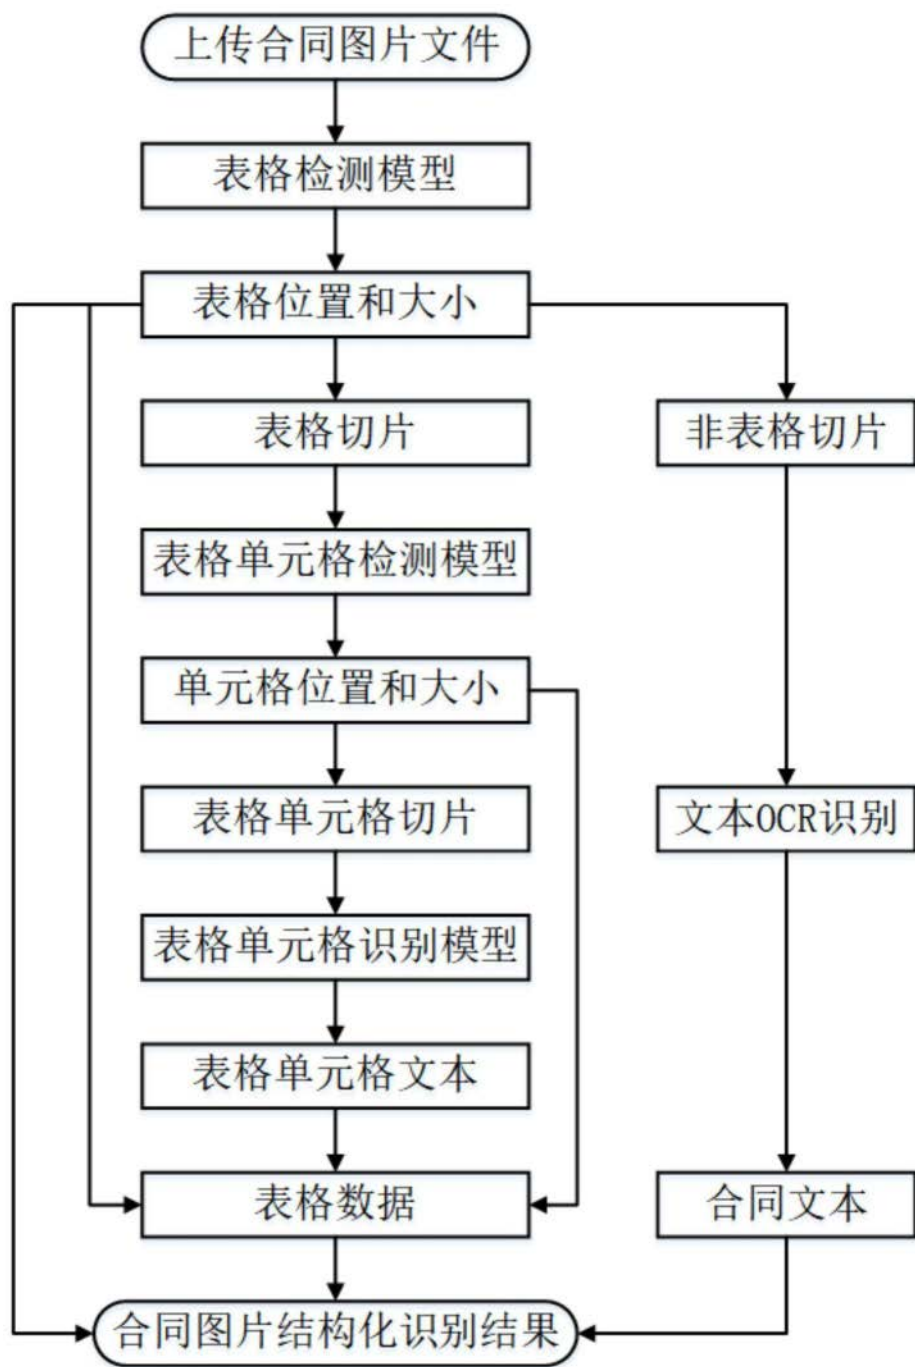 上传合同图片文件
表格检测模型
表格位置和大小
表格切片
非表格切片
表格单元格检测模型
单元格位置和大小
表格单元格切片
文本OCR识别
表格单元格识别模型
表格单元格文本
表格数据
合同文本
合同图片结构化识别结果